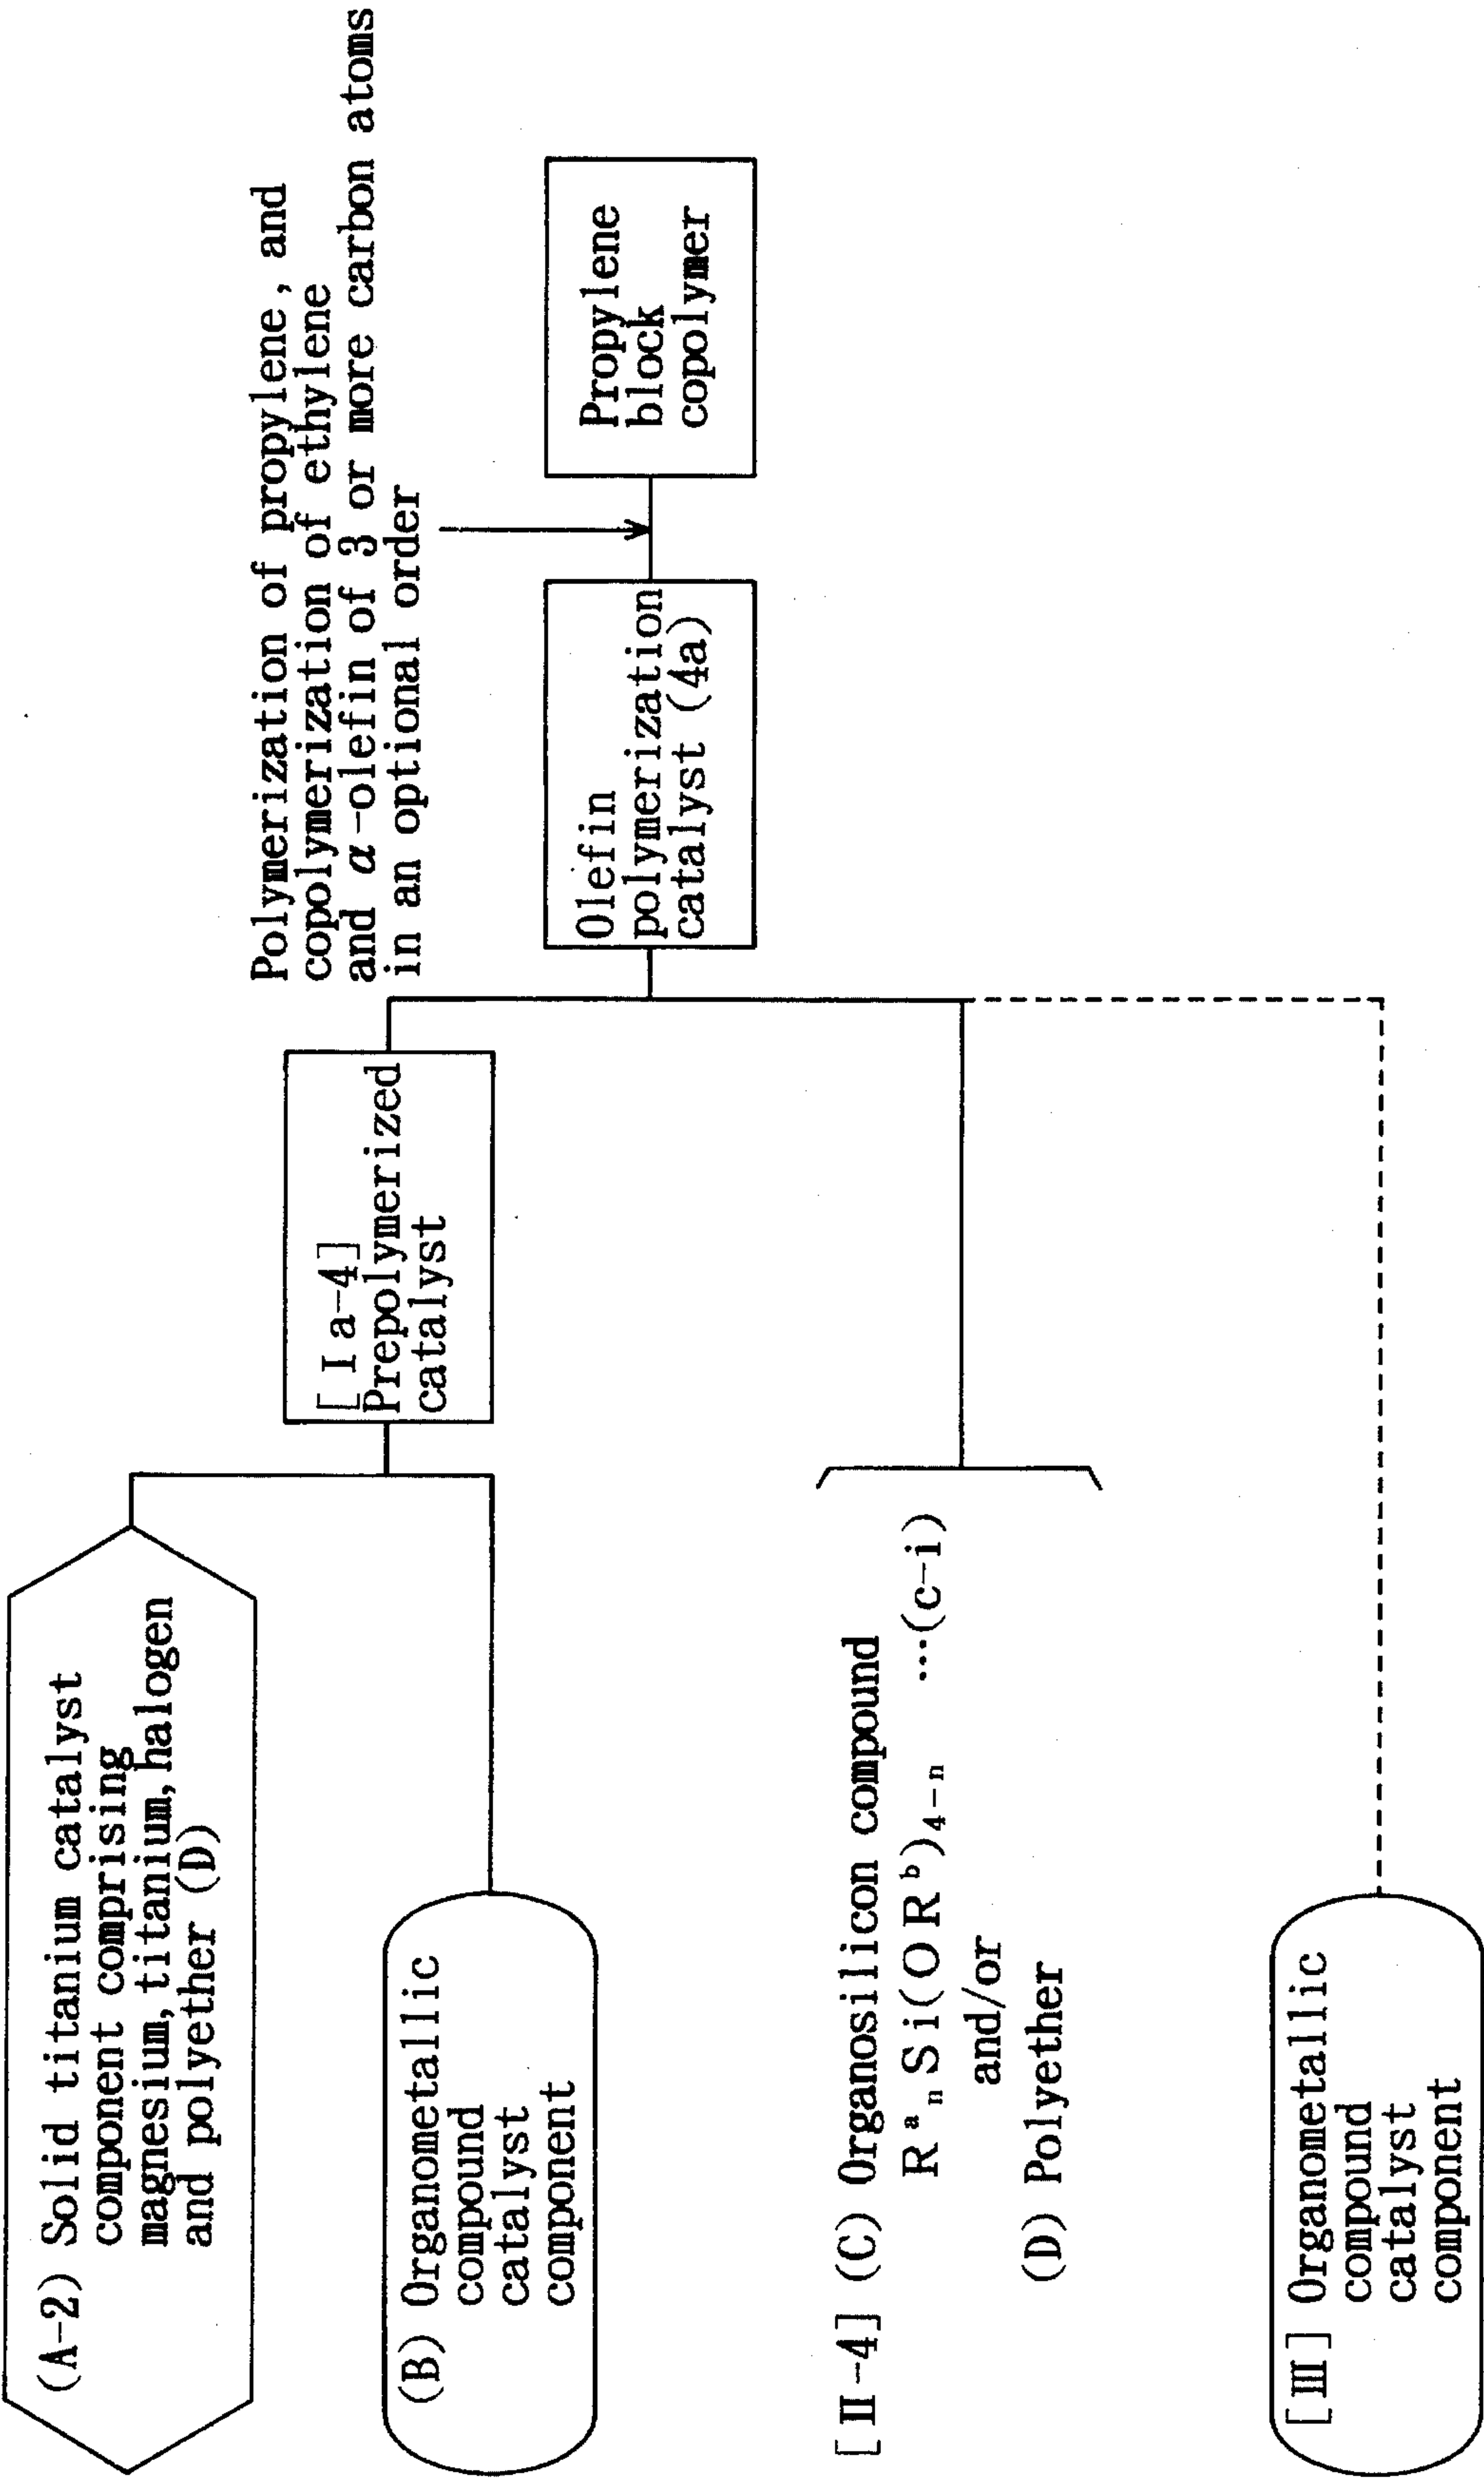 (A-2) Solid titanium catalyst
component comprising
magnesium, titanium, halogen
and polyether (D)
(B) Organometallic
compound
catalyst
component
[Ia-4]
Prepolymerized
catalyst
[II-4] (C) Organosilicon compound
RᵃₙSi(ORᵇ)₄₋ₙ …(c-i)
and/or
(D) Polyether
[III] Organometallic
compound
catalyst
component
Olefin
polymerization
catalyst (4a)
Polymerization of propylene, and
copolymerization of ethylene
and α-olefin of 3 or more carbon atoms
in an optional order
Propylene
block
copolymer